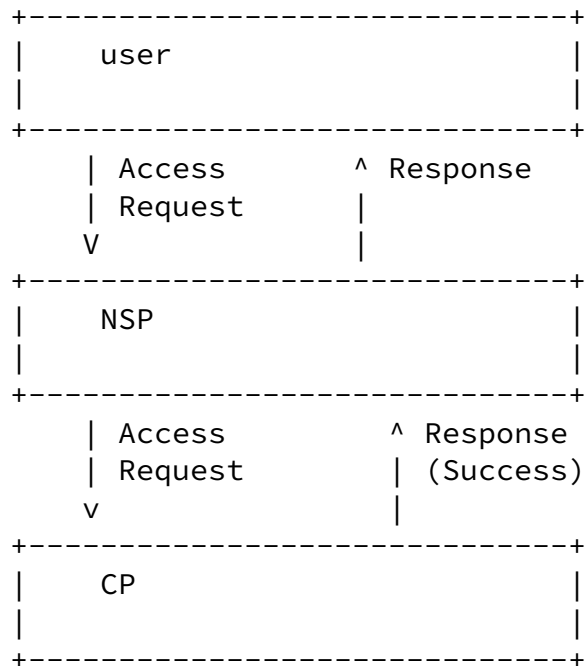 +------------------------------+
|    user                      |
|                              |
+------------------------------+
    | Access       ^ Response
    | Request      |
    V              |
+------------------------------+
|    NSP                       |
|                              |
+------------------------------+
    | Access         ^ Response
    | Request        | (Success)
    v                |
+------------------------------+
|    CP                        |
|                              |
+------------------------------+